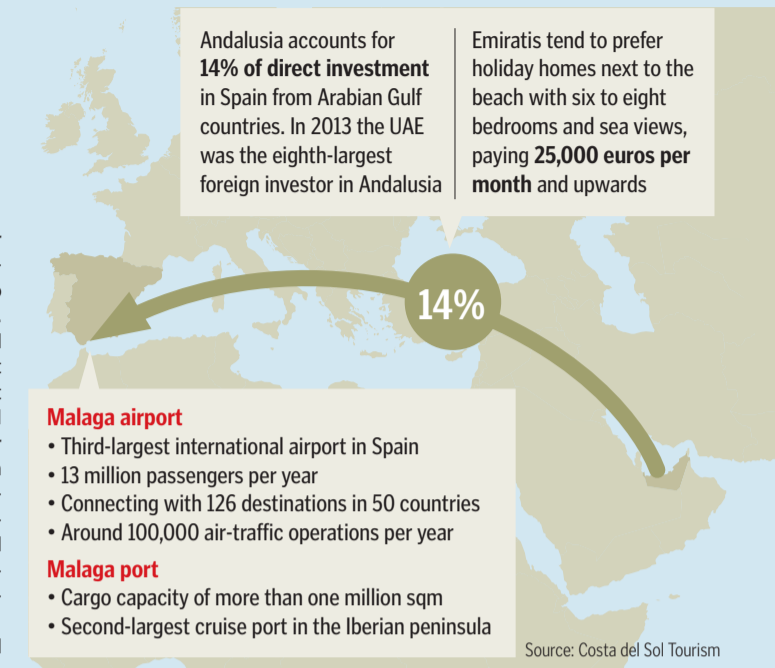 Andalusia accounts for
14% of direct investment
in Spain from Arabian Gulf
countries. In 2013 the UAE
was the eighth-largest
foreign investor in Andalusia
Emiratis tend to prefer
holiday homes next to the
beach with six to eight
bedrooms and sea views,
paying 25,000 euros per
month and upwards
14%
Malaga airport
• Third-largest international airport in Spain
• 13 million passengers per year
• Connecting with 126 destinations in 50 countries
• Around 100,000 air-traffic operations per year
Malaga port
• Cargo capacity of more than one million sqm
• Second-largest cruise port in the Iberian peninsula
Source: Costa del Sol Tourism